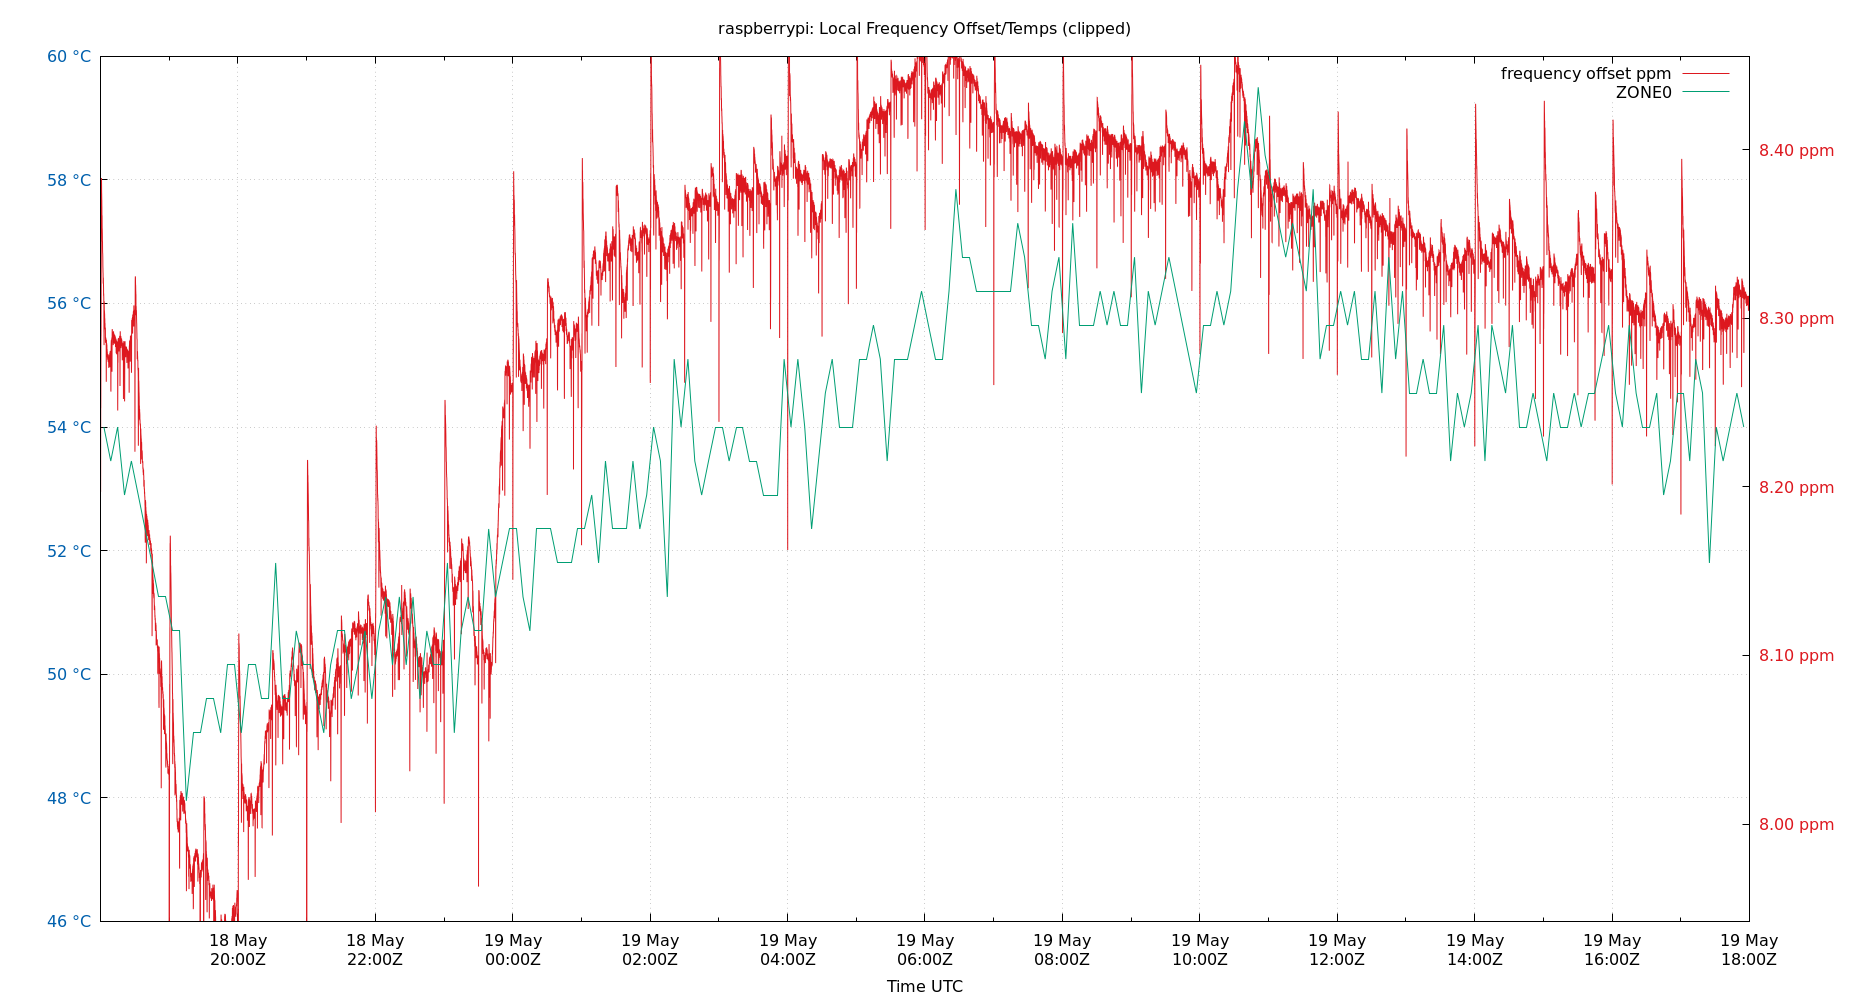 raspberrypi: Local Frequency Offset/Temps (clipped)
60 °C
58 °C
56 °C
54 °C
52 °C
50 °C
48 °C
46 °C
frequency offset ppm
ZONE0
8.40 ppm
8.30 ppm
8.20 ppm
8.10 ppm
8.00 ppm
18 May 18 May 19 May 19 May 19 May 19 May 19 May 19 May 19 May 19 May 19 May 19 May
20:00Z 22:00Z 00:00Z 02:00Z 04:00Z 06:00Z 08:00Z 10:00Z 12:00Z 14:00Z 16:00Z 18:00Z
Time UTC